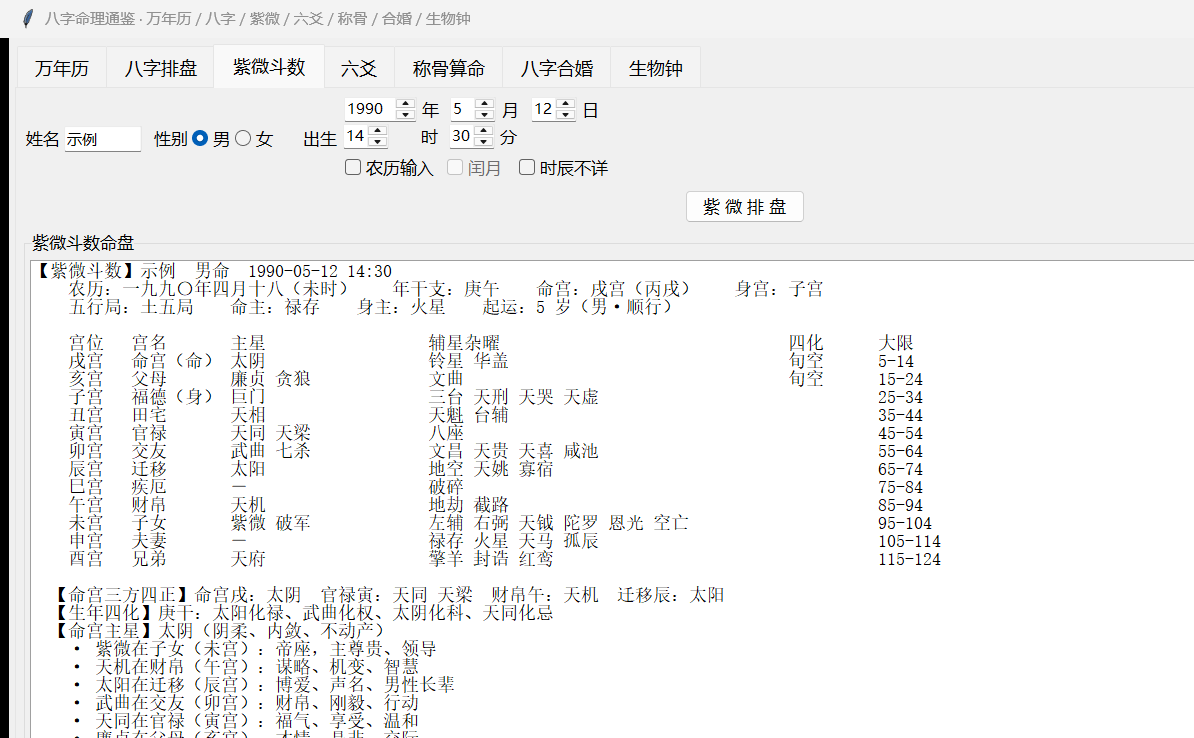 八字命理通鉴 · 万年历 / 八字 / 紫微 / 六爻 / 称骨 / 合婚 / 生物钟
万年历 八字排盘 紫微斗数 六爻 称骨算命 八字合婚 生物钟
1990 年 5 月 12 日
姓名 示例 性别 男 女 出生 14 时 30 分
农历输入 闰月 时辰不详
紫 微 排 盘
紫微斗数命盘
【紫微斗数】示例 男命 1990-05-12 14:30
农历：一九九〇年四月十八（未时） 年干支：庚午 命宫：戌宫（丙戌） 身宫：子宫
五行局：土五局 命主：禄存 身主：火星 起运：5 岁（男·顺行）
宫位 宫名 主星 辅星杂曜 四化 大限
戌宫 命宫（命） 太阴 铃星 华盖 旬空 5-14
亥宫 父母 廉贞 贪狼 文曲 旬空 15-24
子宫 福德（身） 巨门 三台 天刑 天哭 天虚 25-34
丑宫 田宅 天相 天魁 台辅 35-44
寅宫 官禄 天同 天梁 八座 45-54
卯宫 交友 武曲 七杀 文昌 天贵 天喜 咸池 55-64
辰宫 迁移 太阳 地空 天姚 寡宿 65-74
巳宫 疾厄 — 破碎 75-84
午宫 财帛 天机 地劫 截路 85-94
未宫 子女 紫微 破军 左辅 右弼 天钺 陀罗 恩光 空亡 95-104
申宫 夫妻 — 禄存 火星 天马 孤辰 105-114
酉宫 兄弟 天府 擎羊 封诰 红鸾 115-124
【命宫三方四正】命宫戌：太阴 官禄寅：天同 天梁 财帛午：天机 迁移辰：太阳
【生年四化】庚干：太阳化禄、武曲化权、太阴化科、天同化忌
【命宫主星】太阴（阴柔、内敛、不动产）
• 紫微在子女（未宫）：帝座，主尊贵、领导
• 天机在财帛（午宫）：谋略、机变、智慧
• 太阳在迁移（辰宫）：博爱、声名、男性长辈
• 武曲在交友（卯宫）：财帛、刚毅、行动
• 天同在官禄（寅宫）：福气、享受、温和
• 廉贞在父母（亥宫）：才情、是非、交际